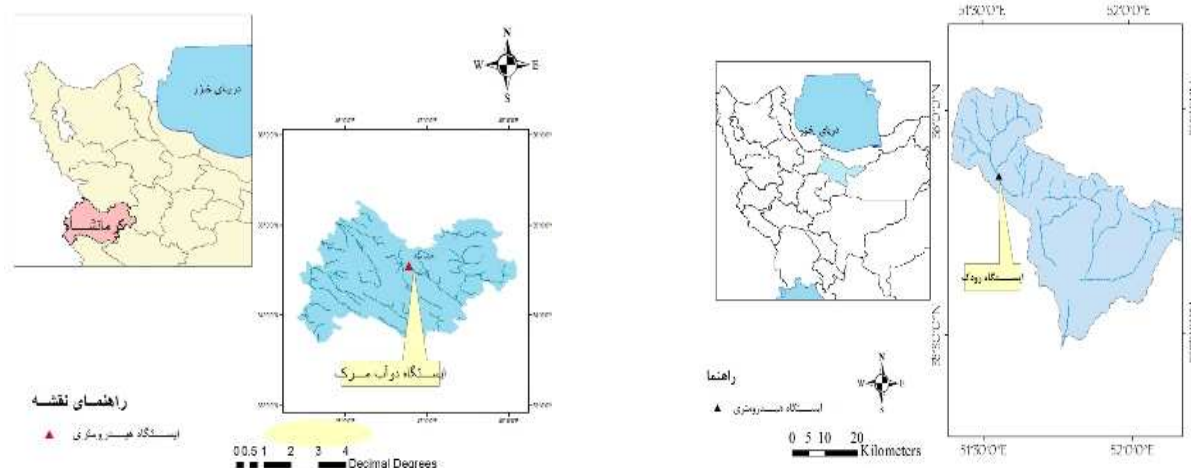 N
W E
S
دریای خزر
کرمانشاه
ایستگاه دوآب مرک
راهنمای نقشه
ایستگاه هیدرومتری
0 0.5 1 2 3 4
Decimal Degrees
51°30'0"E 52°0'0"E
دریای خزر
ایستگاه رودک
راهنما
ایستگاه هیدرومتری
N
W E
S
0 5 10 20
Kilometers
51°30'0"E 52°0'0"E